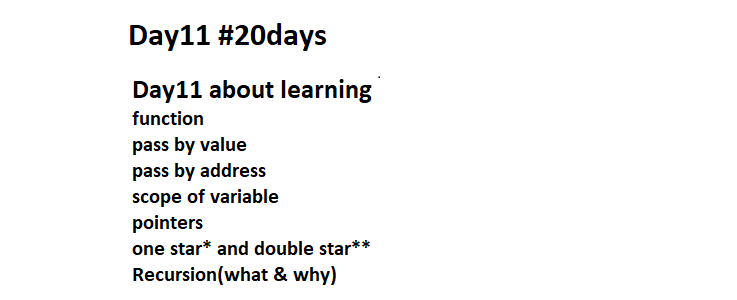 Day11 #20days
Day11 about learning
function
pass by value
pass by address
scope of variable
pointers
one star* and double star**
Recursion(what & why)